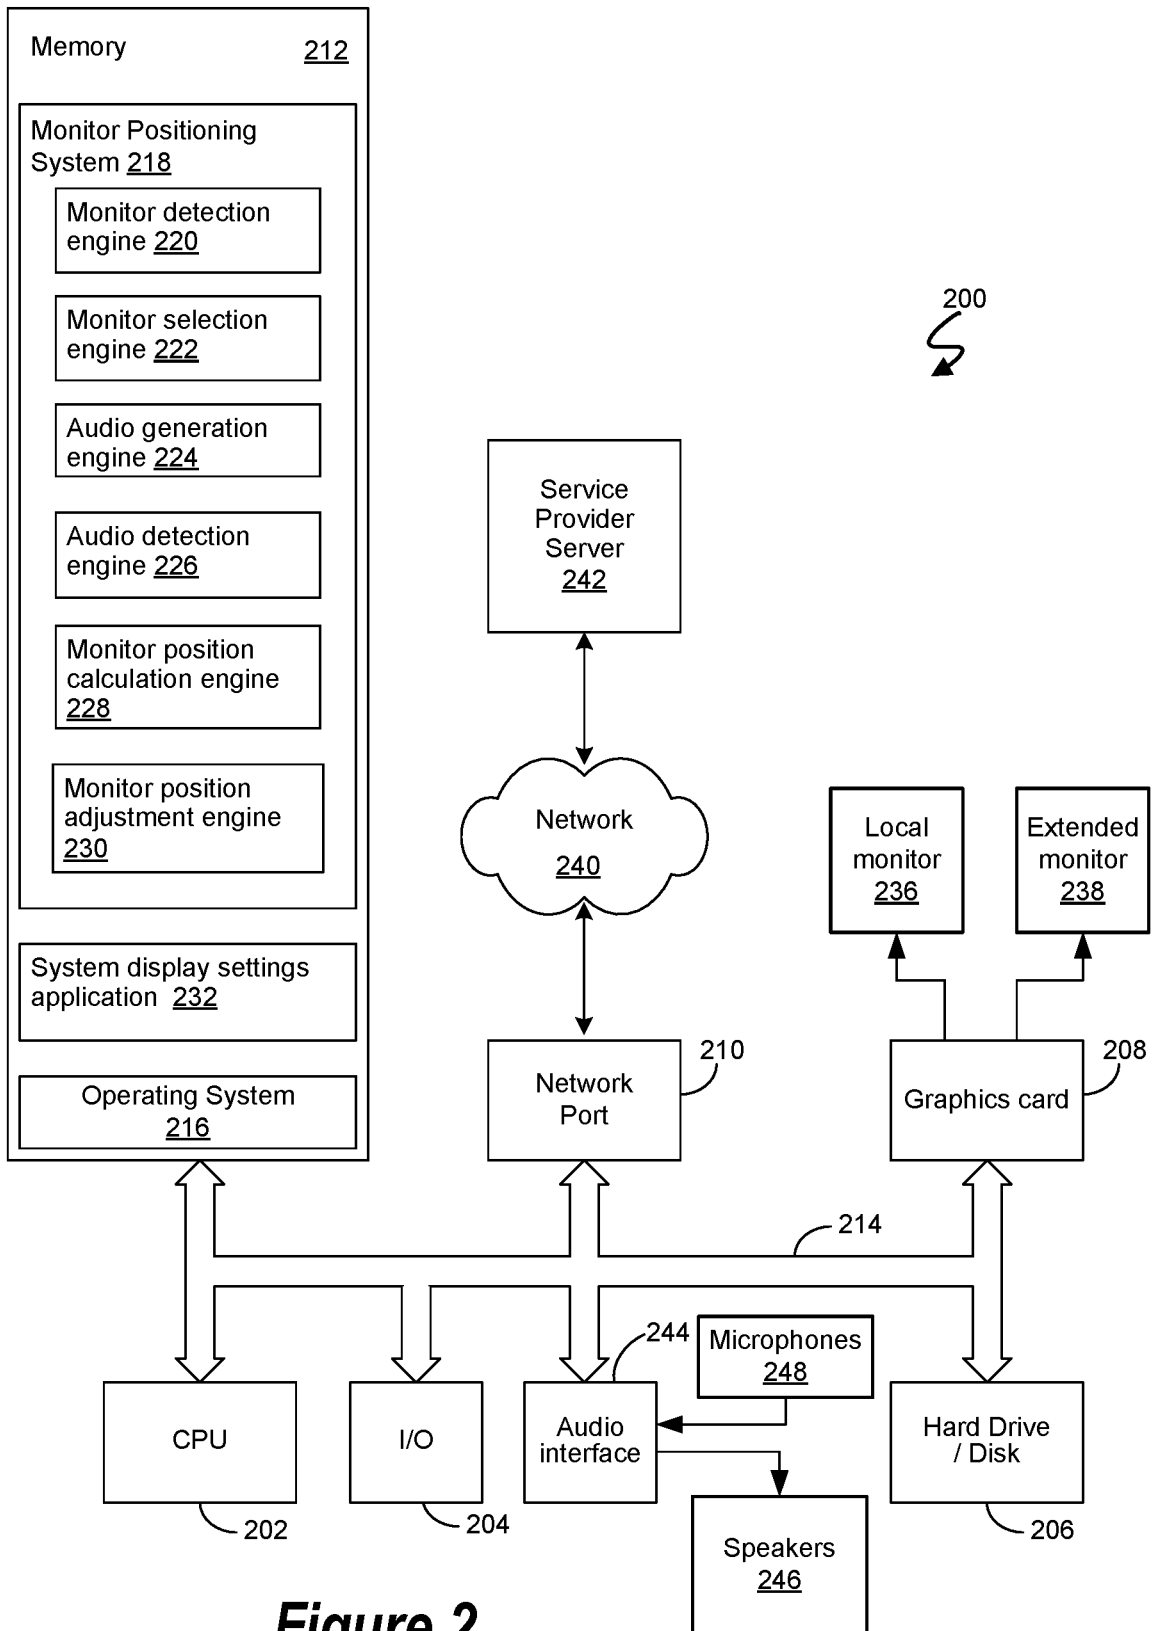 Memory 212
Monitor Positioning
System 218
Monitor detection
engine 220
Monitor selection
engine 222
Audio generation
engine 224
Audio detection
engine 226
Monitor position
calculation engine
228
Monitor position
adjustment engine
230
System display settings
application 232
Operating System
216
200
Service
Provider
Server
242
Network
240
Local
monitor
236
Extended
monitor
238
Network
Port
210
Graphics card
208
214
CPU
202
I/O
204
Audio
interface
244
Microphones
248
Speakers
246
Hard Drive
/ Disk
206
Figure 2